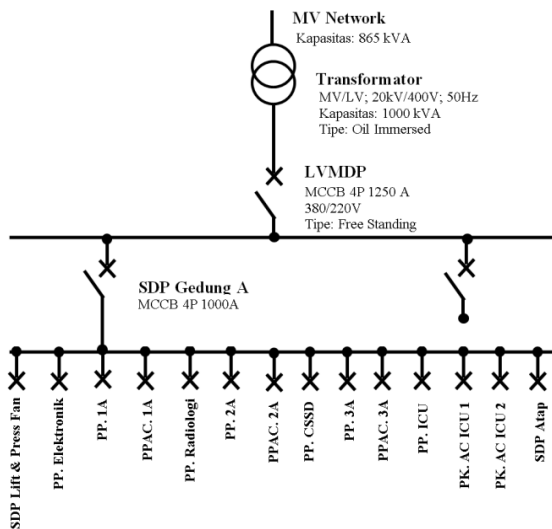 MV Network
Kapasitas: 865 kVA
Transformator
MV/LV; 20kV/400V; 50Hz
Kapasitas: 1000 kVA
Tipe: Oil Immersed
LVMDP
MCCB 4P 1250 A
380/220V
Tipe: Free Standing
SDP Gedung A
MCCB 4P 1000A
SDP Lift & Press Fan
PP. Elektronik
PP. 1A
PPAC. 1A
PP. Radiologi
PP. 2A
PPAC. 2A
PP. CSSD
PP. 3A
PPAC. 3A
PP. ICU
PK. AC ICU 1
PK. AC ICU 2
SDP Atap